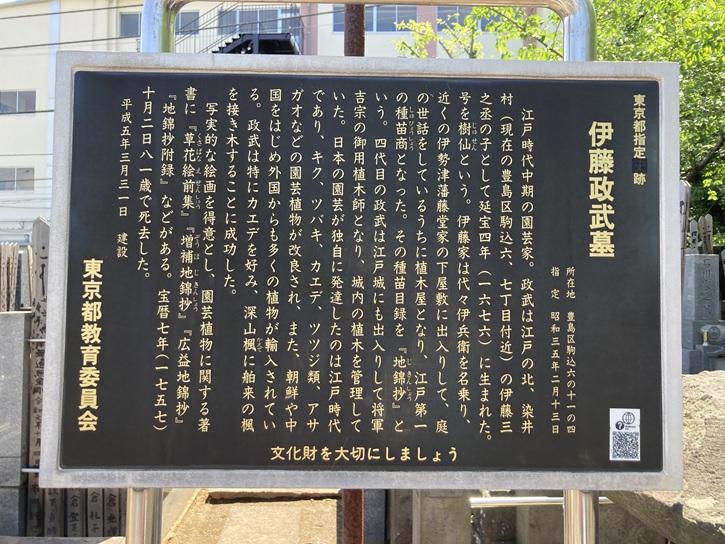 東京都指定 跡
伊藤政武墓
所在地 豊島区駒込六の十一の四
指定 昭和三五年二月十三日
江戸時代中期の園芸家。政武は江戸の北、染井
村（現在の豊島区駒込六、七丁目付近）の伊藤三
之丞の子として延宝四年（一六七六）に生まれた。
号を樹仙という。伊藤家は代々伊兵衛を名乗り、
近くの伊勢津藩藤堂家の下屋敷に出入りして、庭
の世話をしているうちに植木屋となり、江戸第一
の種苗商となった。その種苗目録を『地錦抄』と
いう。四代目の政武は江戸城にも出入りして将軍
吉宗の御用植木師となり、城内の植木を管理して
いた。日本の園芸が独自に発達したのは江戸時代
であり、キク、ツバキ、カエデ、ツツジ類、アサ
ガオなどの園芸植物が改良され、また、朝鮮や中
国をはじめ外国からも多くの植物が輸入されてい
る。政武は特にカエデを好み、深山楓に舶来の楓
を接き木することに成功した。
写実的な絵画を得意とし、園芸植物に関する著
書に『草花絵前集』『増補地錦抄』『広益地錦抄』
『地錦抄附録』などがある。宝暦七年（一七五七）
十月二日八一歳で死去した。
平成五年三月三一日 建設
東京都教育委員会
文化財を大切にしましょう